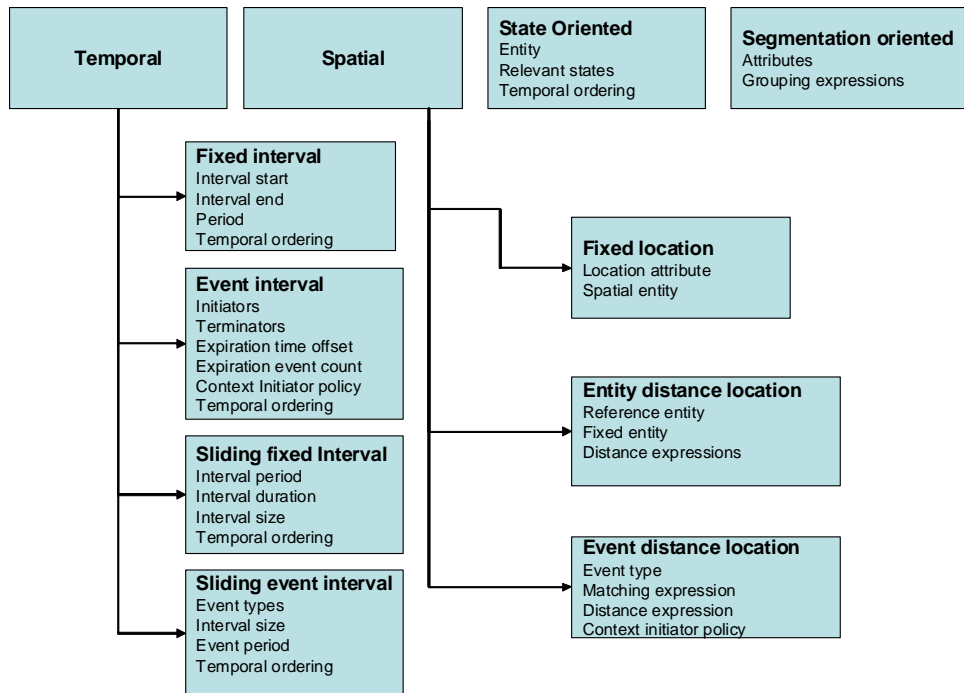 Temporal
Spatial
State Oriented
Entity
Relevant states
Temporal ordering
Segmentation oriented
Attributes
Grouping expressions
Fixed interval
Interval start
Interval end
Period
Temporal ordering
Event interval
Initiators
Terminators
Expiration time offset
Expiration event count
Context Initiator policy
Temporal ordering
Sliding fixed Interval
Interval period
Interval duration
Interval size
Temporal ordering
Sliding event interval
Event types
Interval size
Event period
Temporal ordering
Fixed location
Location attribute
Spatial entity
Entity distance location
Reference entity
Fixed entity
Distance expressions
Event distance location
Event type
Matching expression
Distance expression
Context initiator policy